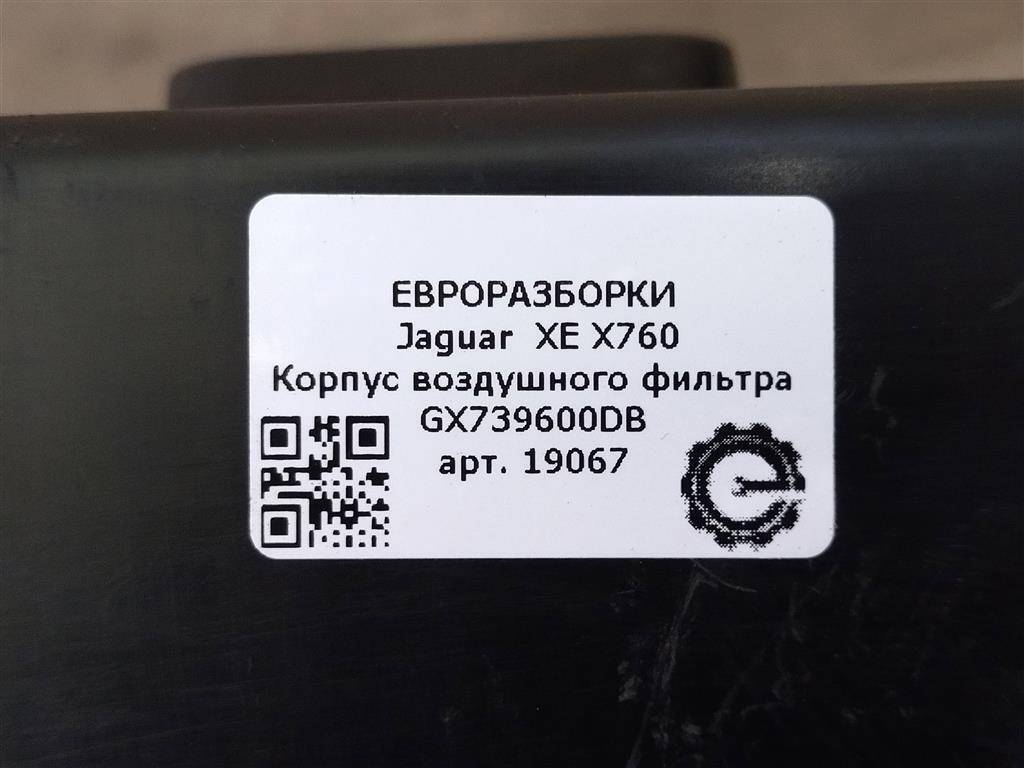 ЕВРОРАЗБОРКИ
Jaguar XE X760
Корпус воздушного фильтра
GX739600DB
арт. 19067